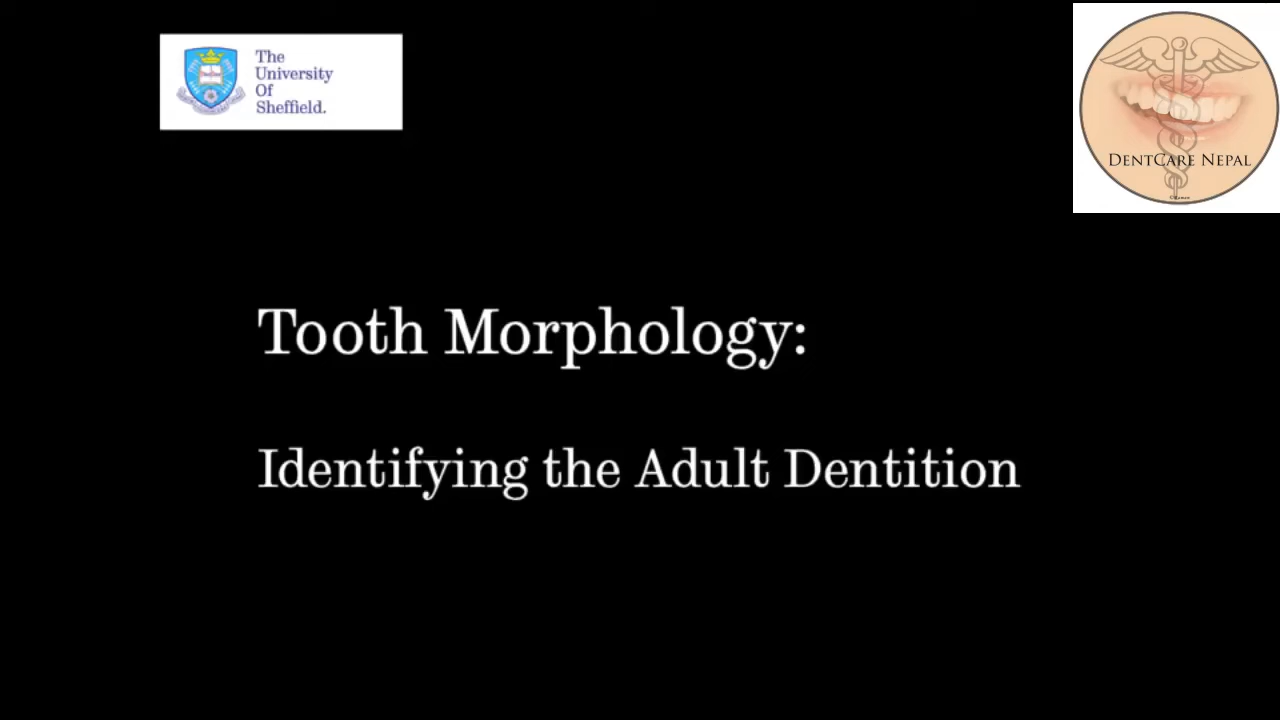 The
University
Of
Sheffield.
DENTCARE NEPAL
Tooth Morphology:
Identifying the Adult Dentition